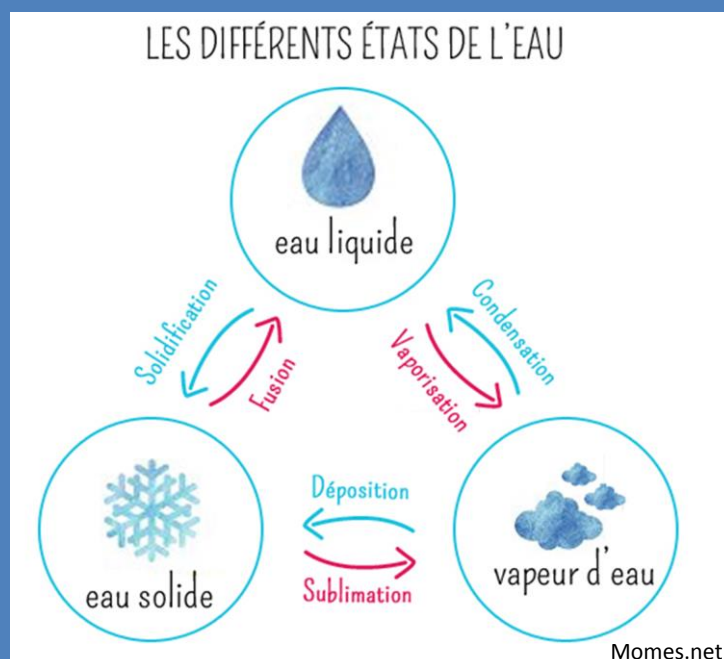 LES DIFFÉRENTS ÉTATS DE L'EAU
eau liquide
Solidification
Fusion
Vaporisation
Condensation
Déposition
Sublimation
eau solide
vapeur d'eau
Momes.net